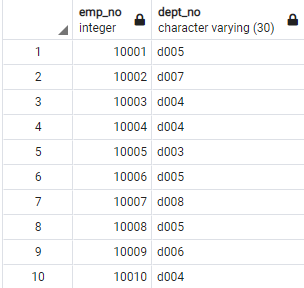 emp_no dept_no
integer character varying (30)
1 10001 d005
2 10002 d007
3 10003 d004
4 10004 d004
5 10005 d003
6 10006 d005
7 10007 d008
8 10008 d005
9 10009 d006
10 10010 d004